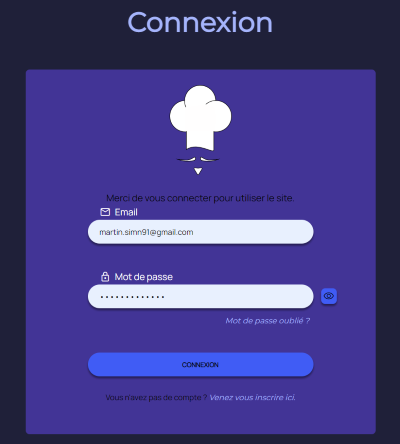 Connexion
Merci de vous connecter pour utiliser le site.
Email
martin.simn91@gmail.com
Mot de passe
•••••••••••••
Mot de passe oublié ?
CONNEXION
Vous n'avez pas de compte ? Venez vous inscrire ici.